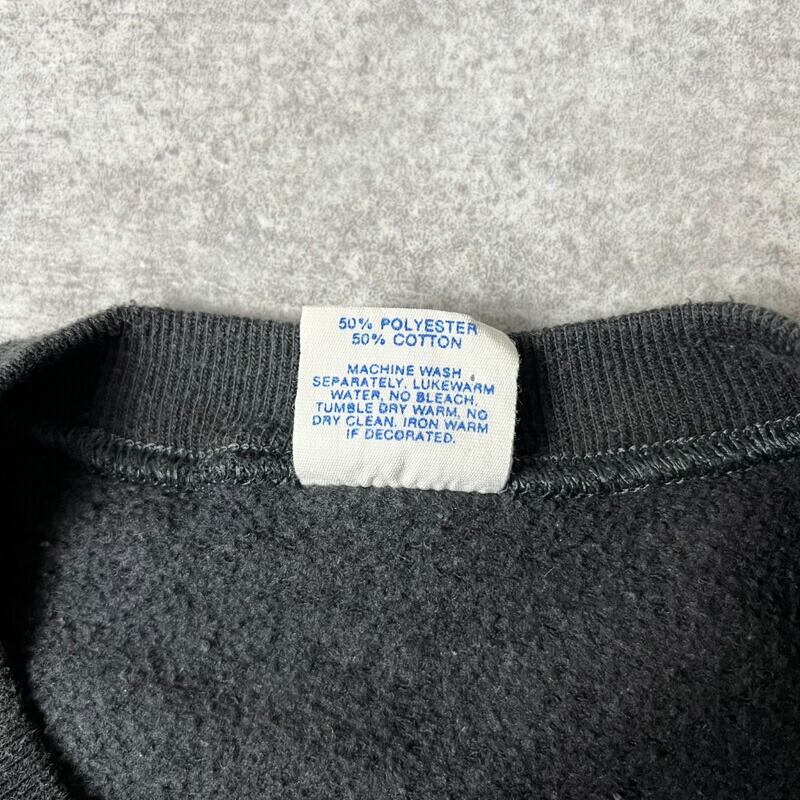 50% POLYESTER
50% COTTON
MACHINE WASH
SEPARATELY. LUKEWARM
WATER, NO BLEACH.
TUMBLE DRY WARM, NO
DRY CLEAN. IRON WARM
IF DECORATED.